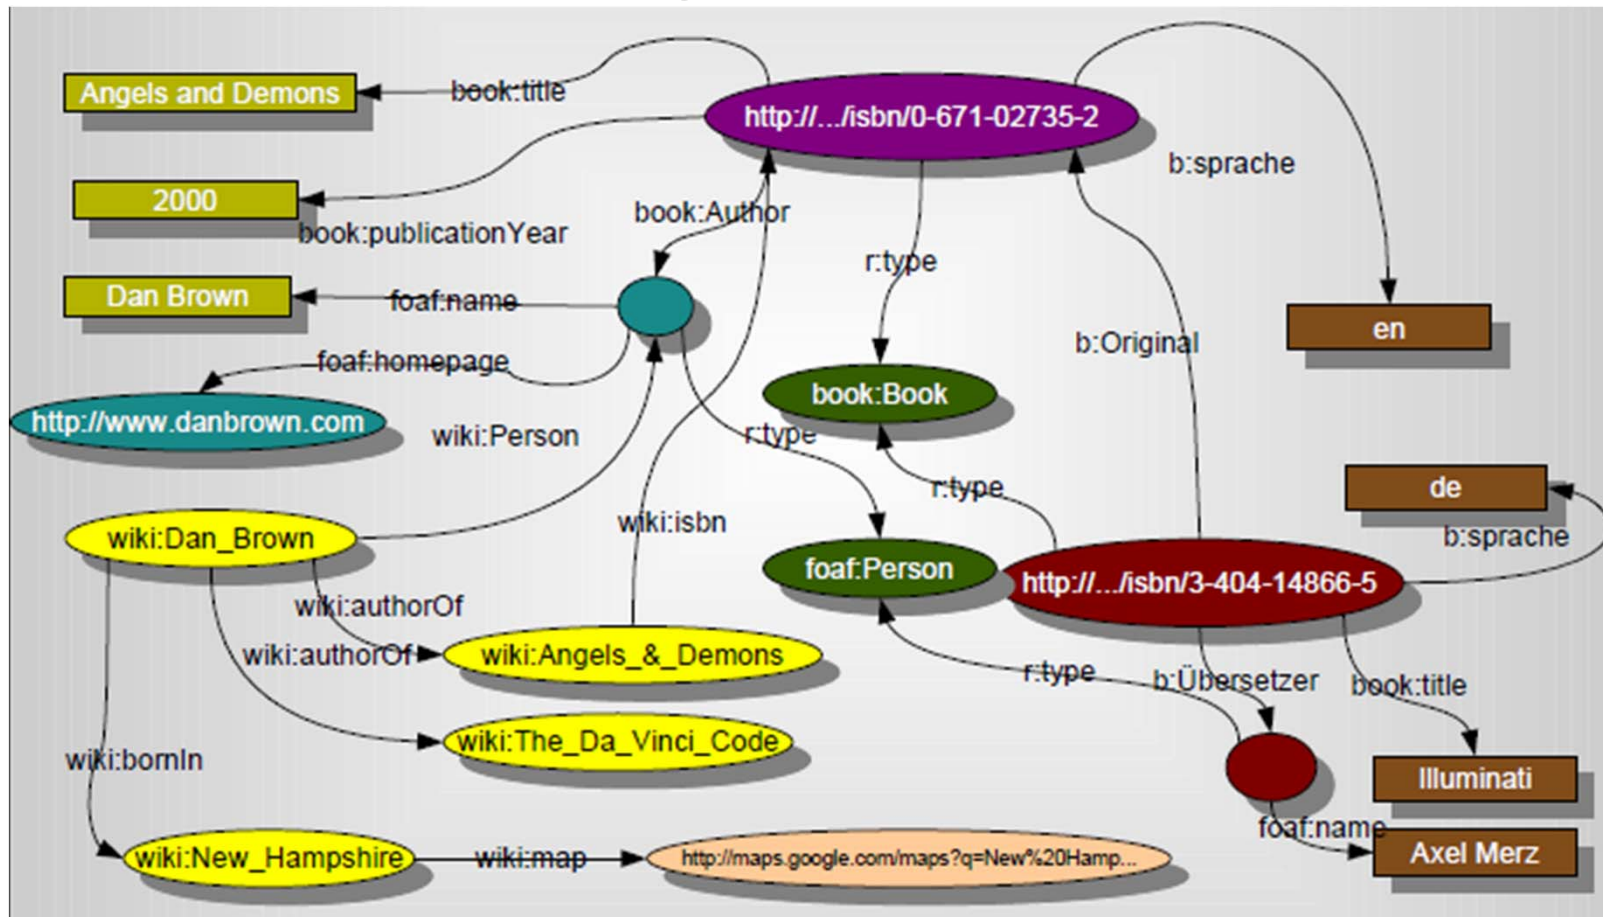 Angels and Demons
book:title
http://.../isbn/0-671-02735-2
b:sprache
2000
book:publicationYear
book:Author
r:type
Dan Brown
foaf:name
en
b:Original
foaf:homepage
http://www.danbrown.com
book:Book
wiki:Person
r:type
r:type
de
wiki:isbn
b:sprache
wiki:Dan_Brown
foaf:Person
http://.../isbn/3-404-14866-5
wiki:authorOf
wiki:authorOf
wiki:Angels_&_Demons
r:type
b:Übersetzer
book:title
wiki:The_Da_Vinci_Code
wiki:bornIn
Illuminati
foaf:name
wiki:New_Hampshire
wiki:map
http://maps.google.com/maps?q=New%20Hamp...
Axel Merz